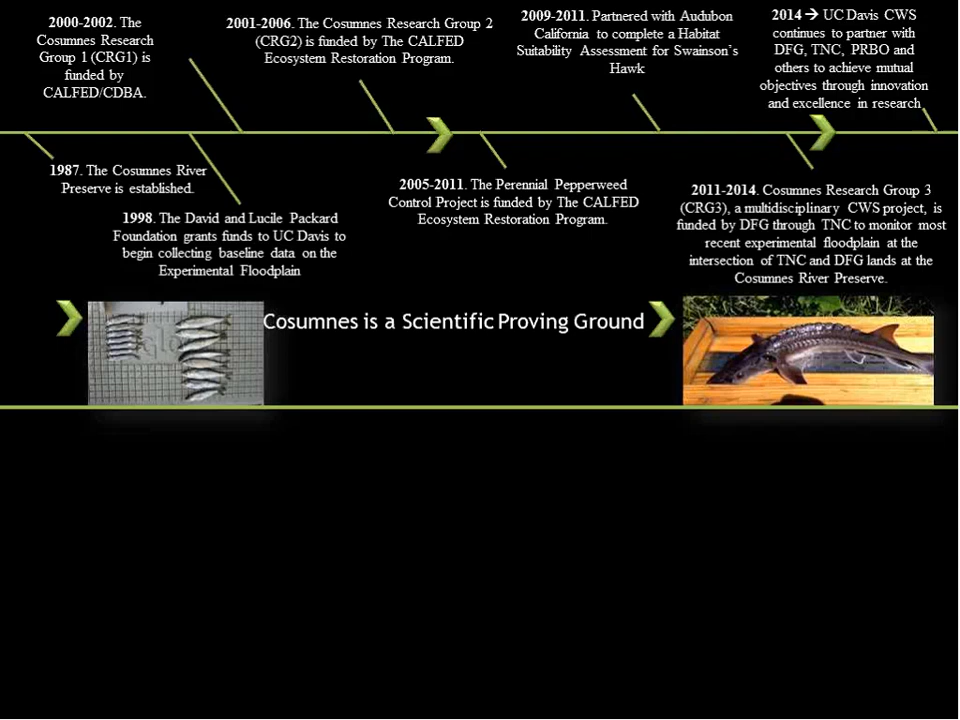 2000-2002. The
Cosumnes Research
Group 1 (CRG1) is
funded by
CALFED/CDBA.
2001-2006. The Cosumnes Research Group 2
(CRG2) is funded by The CALFED
Ecosystem Restoration Program.
2009-2011. Partnered with Audubon
California to complete a Habitat
Suitability Assessment for Swainson's
Hawk
2014 → UC Davis CWS
continues to partner with
DFG, TNC, PRBO and
others to achieve mutual
objectives through innovation
and excellence in research
1987. The Cosumnes River
Preserve is established.
1998. The David and Lucile Packard
Foundation grants funds to UC Davis to
begin collecting baseline data on the
Experimental Floodplain
2005-2011. The Perennial Pepperweed
Control Project is funded by The CALFED
Ecosystem Restoration Program.
2011-2014. Cosumnes Research Group 3
(CRG3), a multidisciplinary CWS project, is
funded by DFG through TNC to monitor most
recent experimental floodplain at the
intersection of TNC and DFG lands at the
Cosumnes River Preserve.
Cosumnes is a Scientific Proving Ground